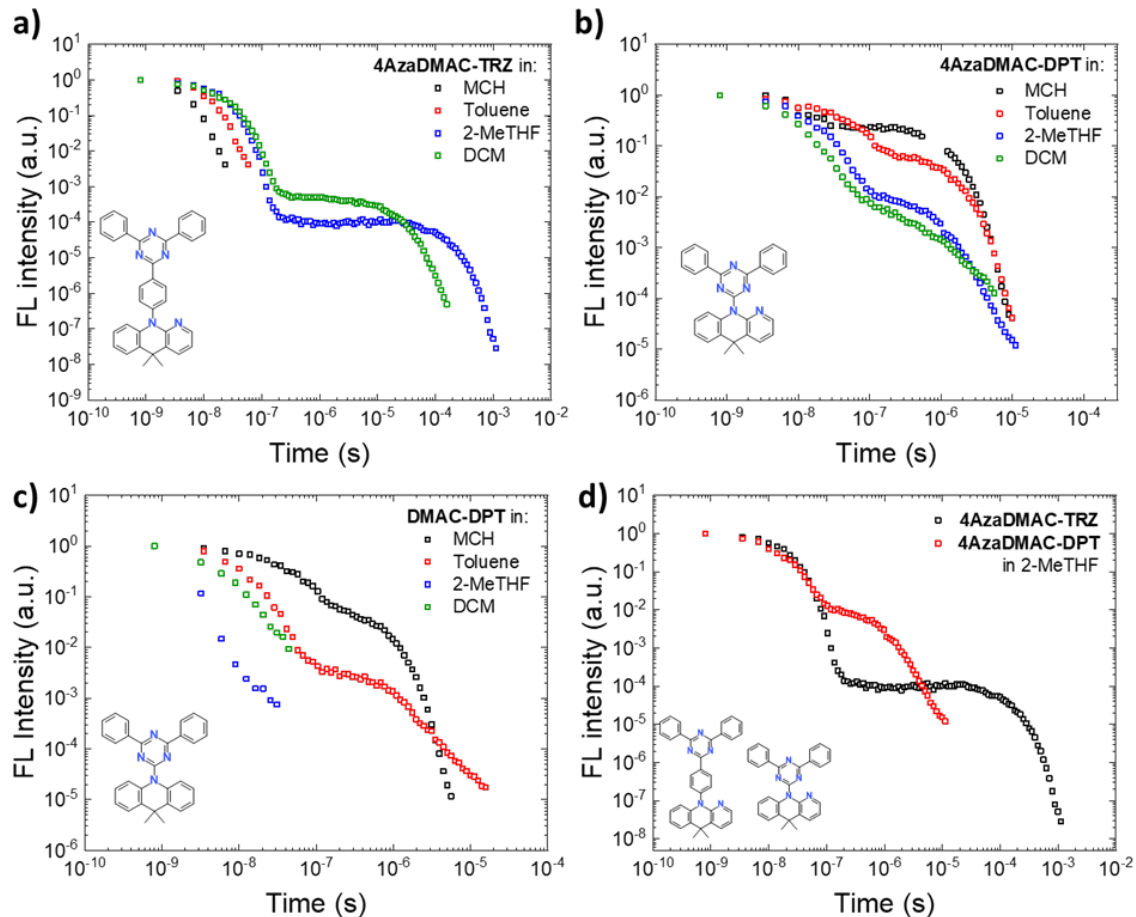 a)
4AzaDMAC-TRZ in:
MCH
Toluene
2-MeTHF
DCM
FL intensity (a.u.)
10^1
10^0
10^-1
10^-2
10^-3
10^-4
10^-5
10^-6
10^-7
10^-8
10^-9
N
N N
N N
10^-10 10^-9 10^-8 10^-7 10^-6 10^-5 10^-4 10^-3 10^-2
Time (s)
b)
4AzaDMAC-DPT in:
MCH
Toluene
2-MeTHF
DCM
FL intensity (a.u.)
10^1
10^0
10^-1
10^-2
10^-3
10^-4
10^-5
10^-6
N
N N
N N
10^-10 10^-9 10^-8 10^-7 10^-6 10^-5 10^-4
Time (s)
c)
DMAC-DPT in:
MCH
Toluene
2-MeTHF
DCM
FL Intensity (a.u.)
10^1
10^0
10^-1
10^-2
10^-3
10^-4
10^-5
10^-6
N
N N
N
10^-10 10^-9 10^-8 10^-7 10^-6 10^-5 10^-4
Time (s)
d)
4AzaDMAC-TRZ
4AzaDMAC-DPT
in 2-MeTHF
FL intensity (a.u.)
10^1
10^0
10^-1
10^-2
10^-3
10^-4
10^-5
10^-6
10^-7
10^-8
N
N N N
N N N
N N N
10^-10 10^-9 10^-8 10^-7 10^-6 10^-5 10^-4 10^-3 10^-2
Time (s)